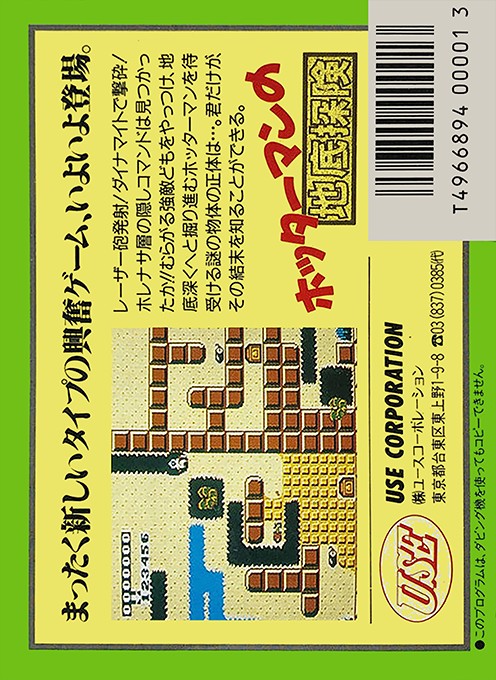 まったく新しいタイプの興奮ゲーム、いよいよ登場。
レーザー砲発射!ダイナマイトで撃砕!
ホレナサ層の隠しコマンドは見つかっ
たか!!むらがる強敵どもをやっつけ、地
底深くへと掘り進むホッターマンを待
受ける謎の物体の正体は…。君だけが、
その結末を知ることができる。
ホッターマンの
地底探険
0000000
123456
USE
USE CORPORATION
㈱ユースコーポレーション
東京都台東区東上野1-9-8 ☎03(837)0385(代)
●このプログラムは、ダビング機を使ってもコピーできません。
T4966894 00001 3